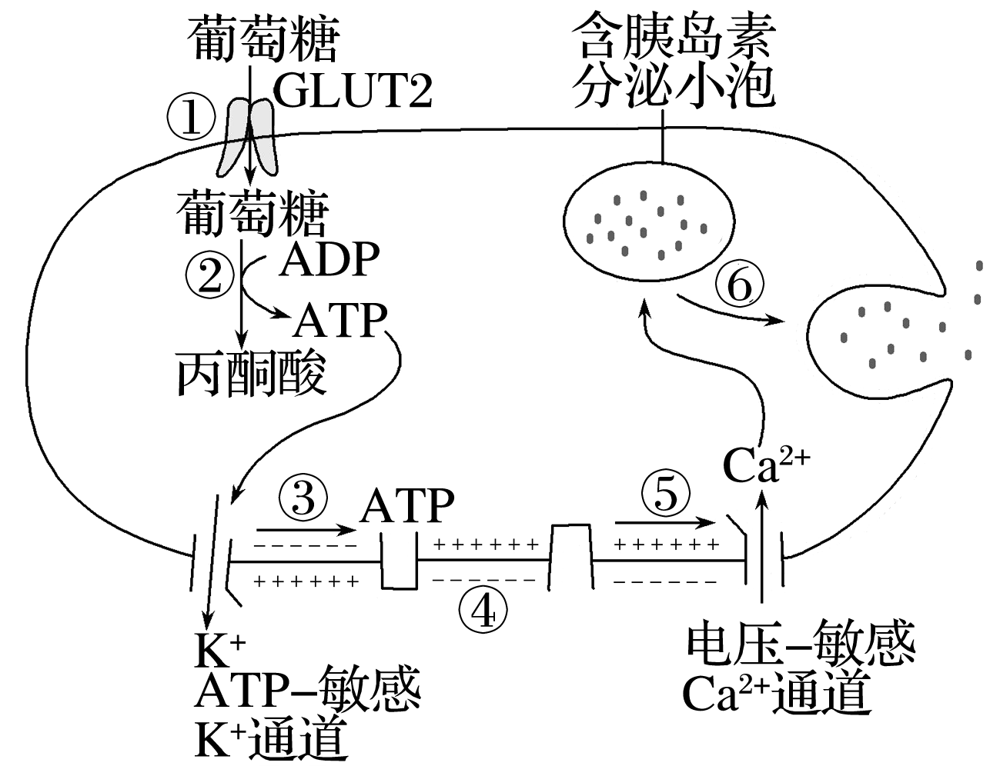 葡萄糖
GLUT2
①
含胰岛素
分泌小泡
葡萄糖
②
ADP
ATP
丙酮酸
⑥
Ca²⁺
③
ATP
⑤
− − − − − −
+ + + + + +
+ + + + + +
+ + + + + +
− − − − − −
− − − − − −
④
K⁺
ATP−敏感
K⁺通道
电压−敏感
Ca²⁺通道